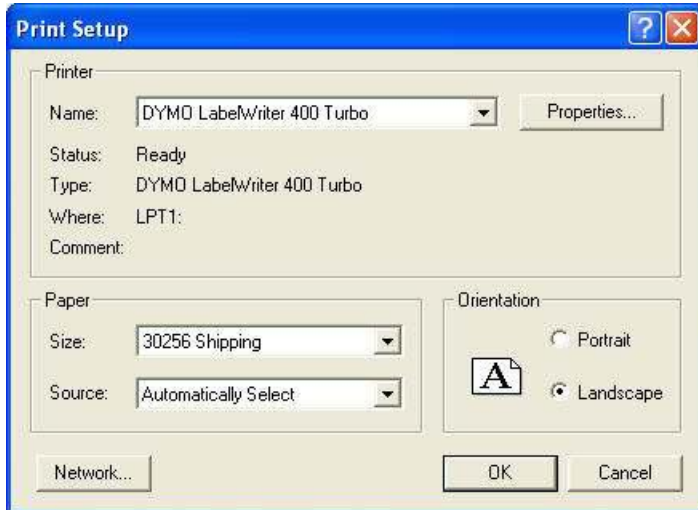 Print Setup
Printer
Name: DYMO LabelWriter 400 Turbo Properties...
Status: Ready
Type: DYMO LabelWriter 400 Turbo
Where: LPT1:
Comment:
Paper
Size: 30256 Shipping
Source: Automatically Select
Orientation
A
Portrait
Landscape
Network... OK Cancel